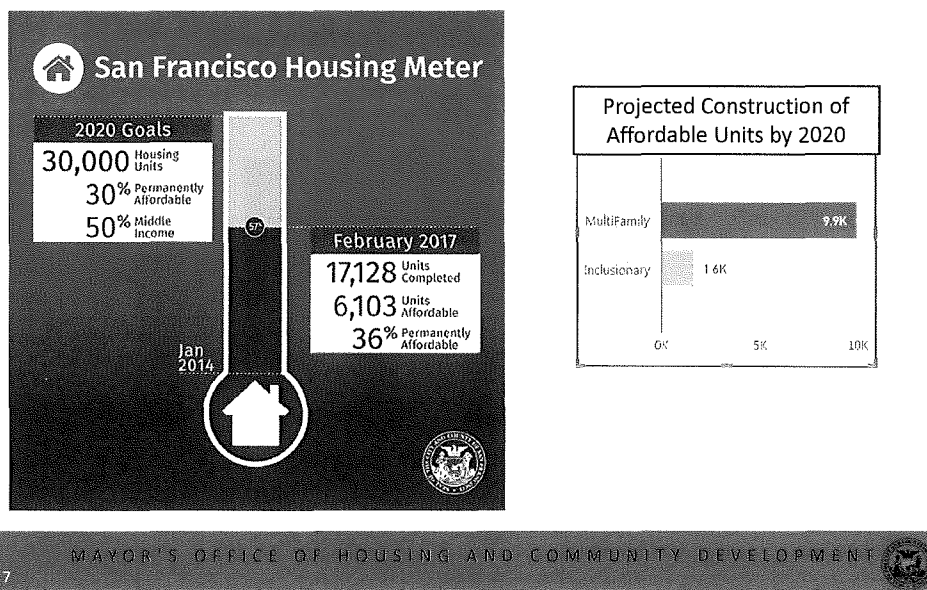 San Francisco Housing Meter
2020 Goals
30,000 Housing Units
30% Permanently Affordable
50% Middle Income
57%
February 2017
17,128 Units Completed
6,103 Units Affordable
36% Permanently Affordable
Jan
2014
Projected Construction of
Affordable Units by 2020
MultiFamily
9.9K
Inclusionary
1.6K
0K 5K 10K
MAYOR'S OFFICE OF HOUSING AND COMMUNITY DEVELOPMENT
7